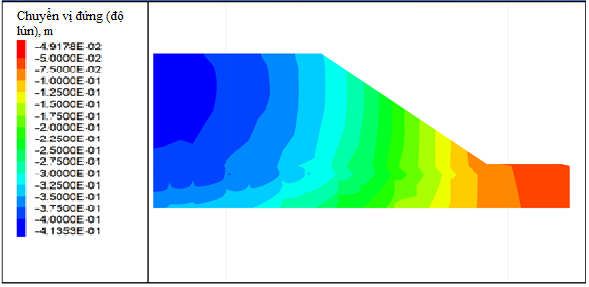 Chuyển vị đứng (độ
lún), m
-4.9178E-02
-5.0000E-02
-7.5000E-02
-1.0000E-01
-1.2500E-01
-1.5000E-01
-1.7500E-01
-2.0000E-01
-2.2500E-01
-2.5000E-01
-2.7500E-01
-3.0000E-01
-3.2500E-01
-3.5000E-01
-3.7500E-01
-4.0000E-01
-4.1353E-01